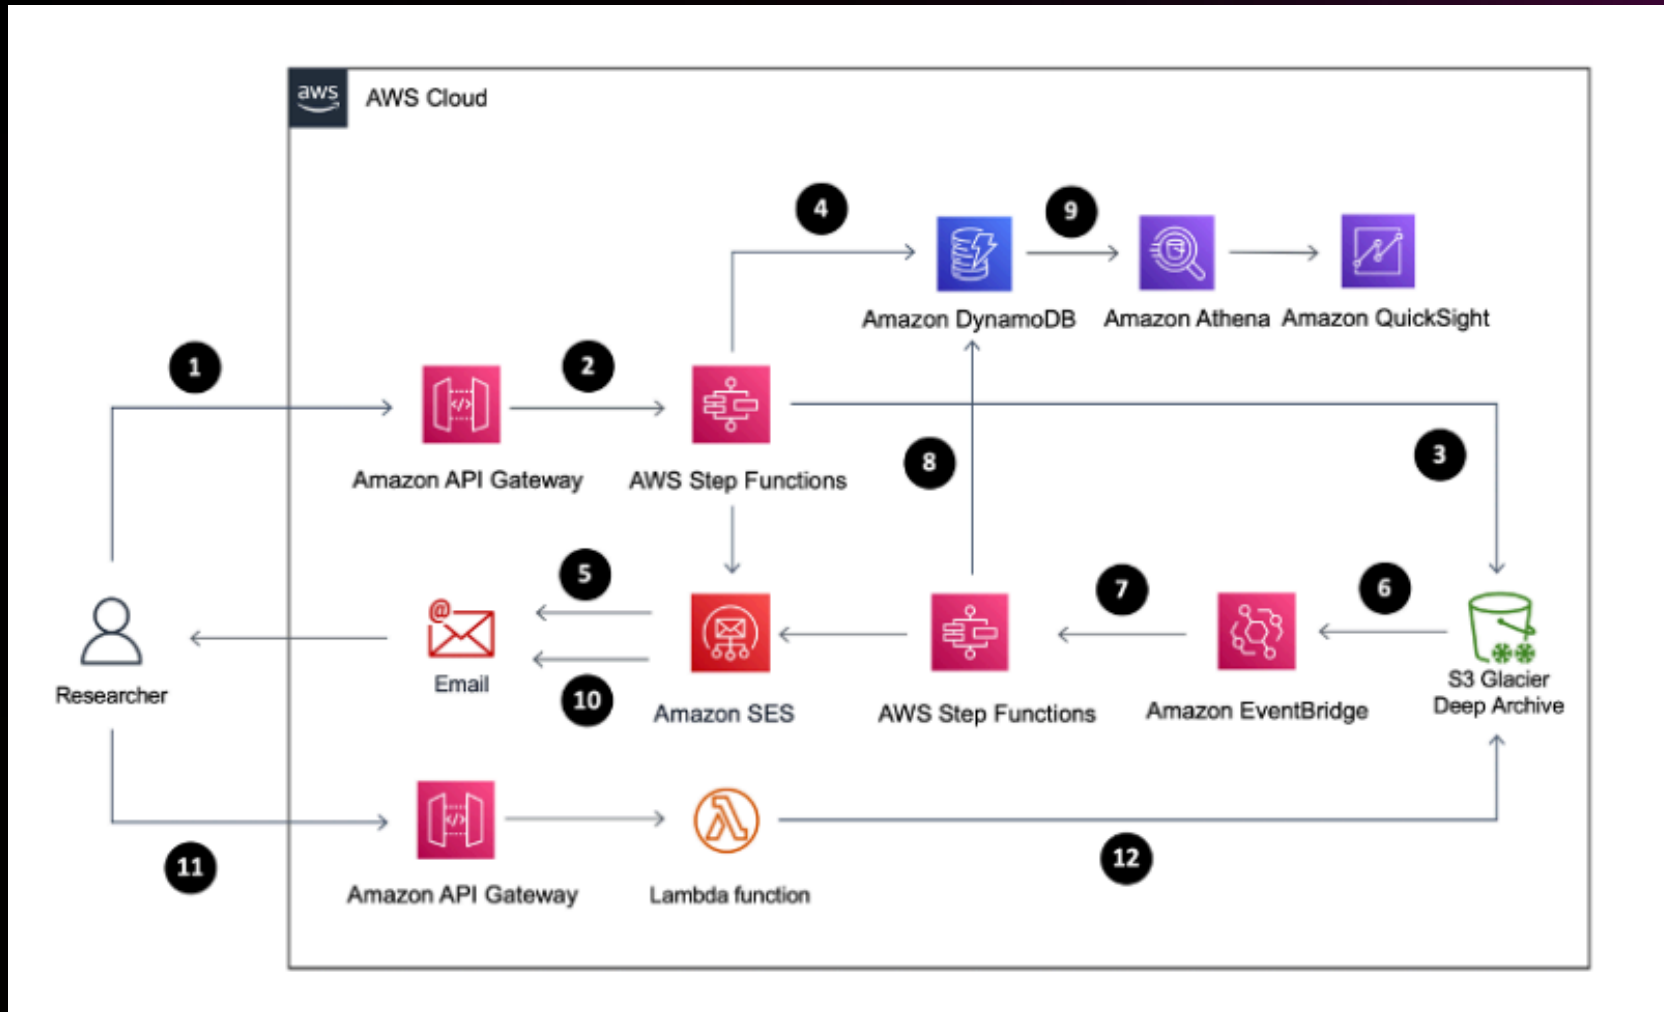 aws
AWS Cloud
4
9
Amazon DynamoDB
Amazon Athena
Amazon QuickSight
1
2
</>
Amazon API Gateway
AWS Step Functions
8
3
5
7
6
@
Researcher
Email
10
Amazon SES
AWS Step Functions
Amazon EventBridge
S3 Glacier
Deep Archive
11
</>
12
Amazon API Gateway
Lambda function